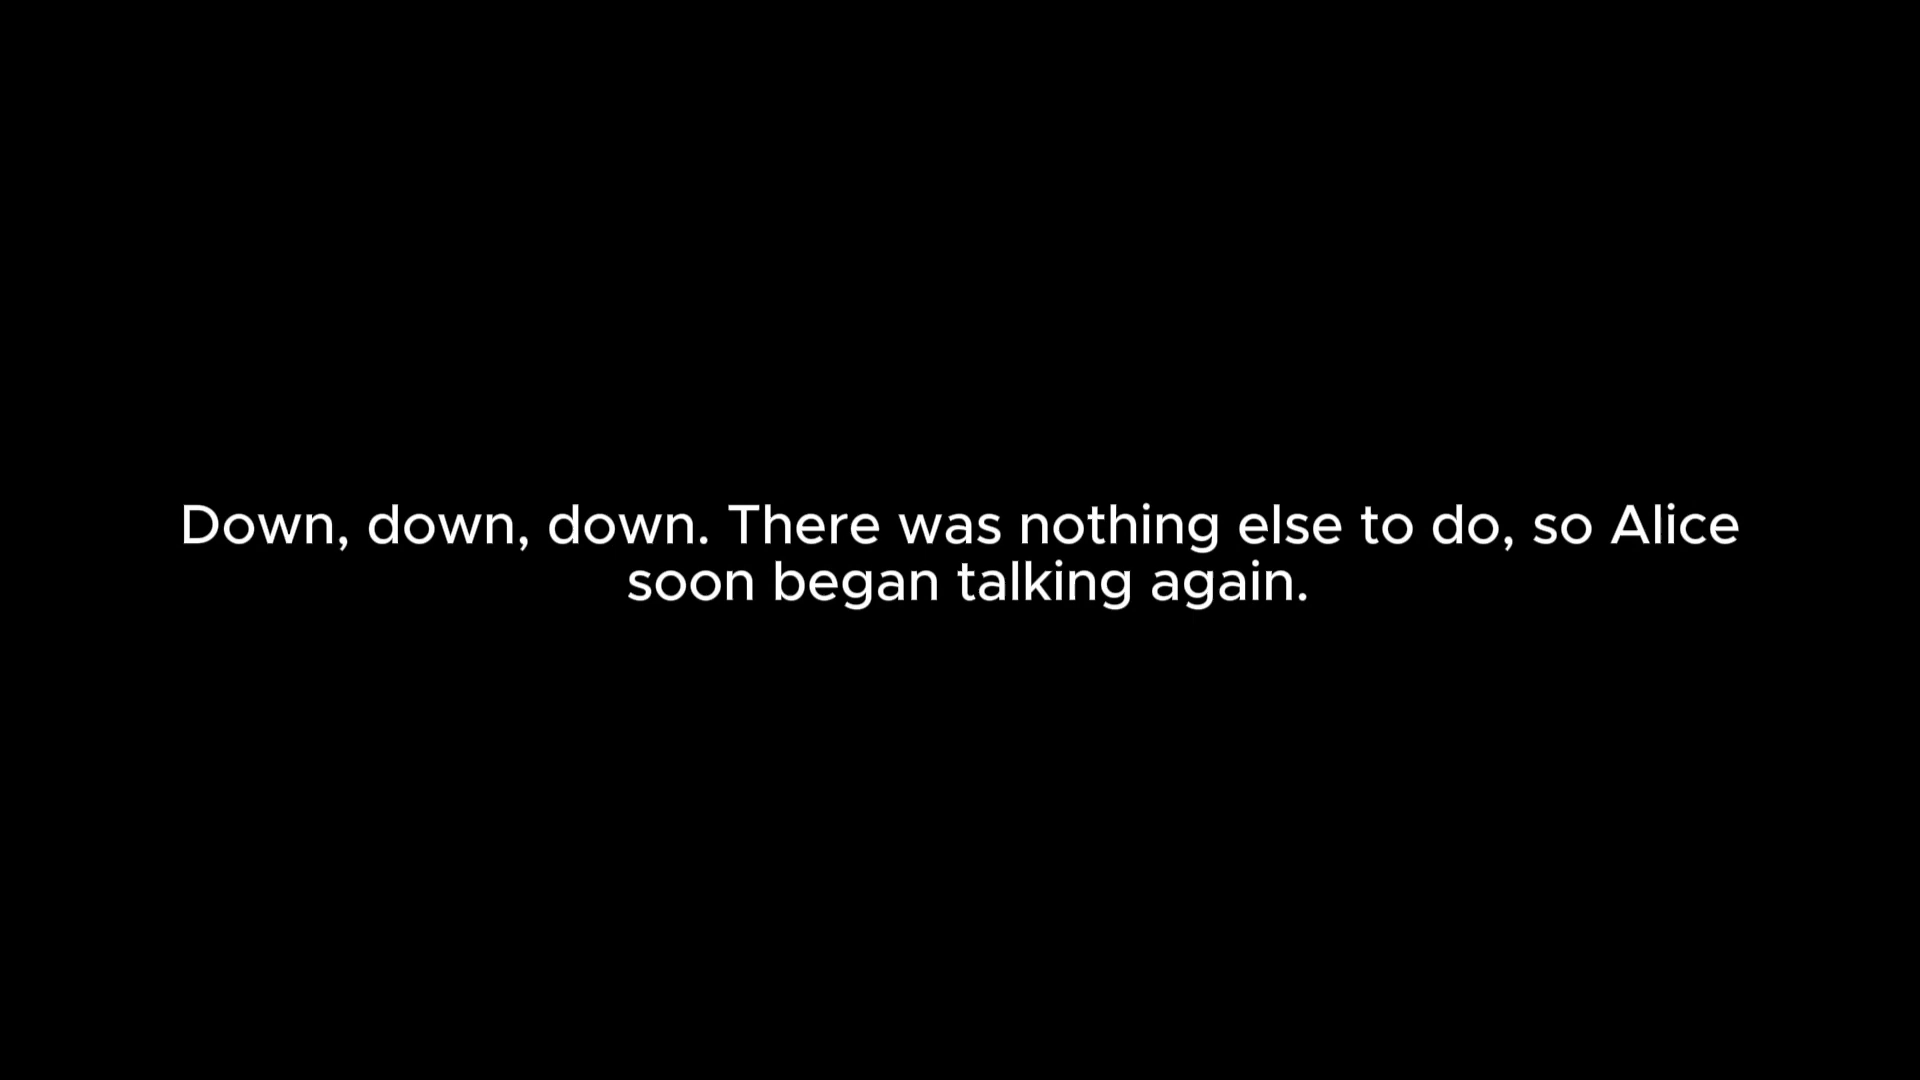 Down, down, down. There was nothing else to do, so Alice
soon began talking again.